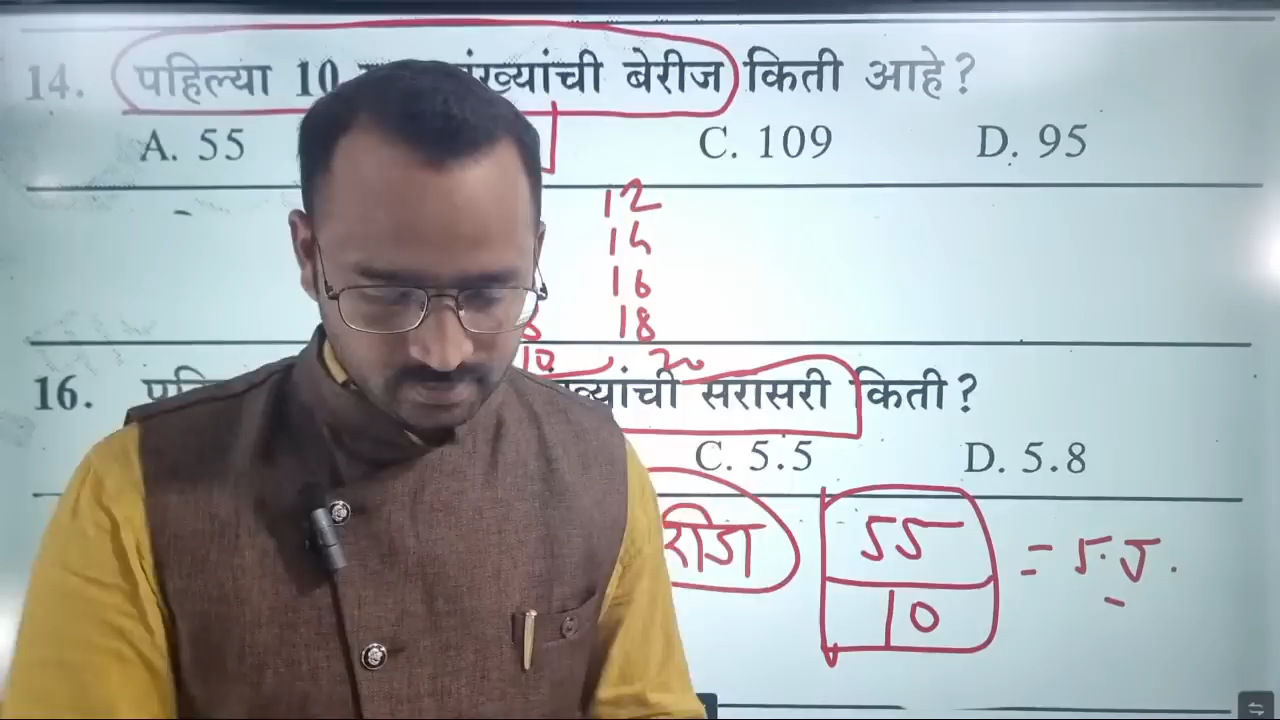 14. पहिल्या 10 संख्यांची बेरीज किती आहे?
A. 55 C. 109 D. 95
12
14
16
18
10 20
16. संख्यांची सरासरी किती?
C. 5.5 D. 5.8
55
10
= 5.5.